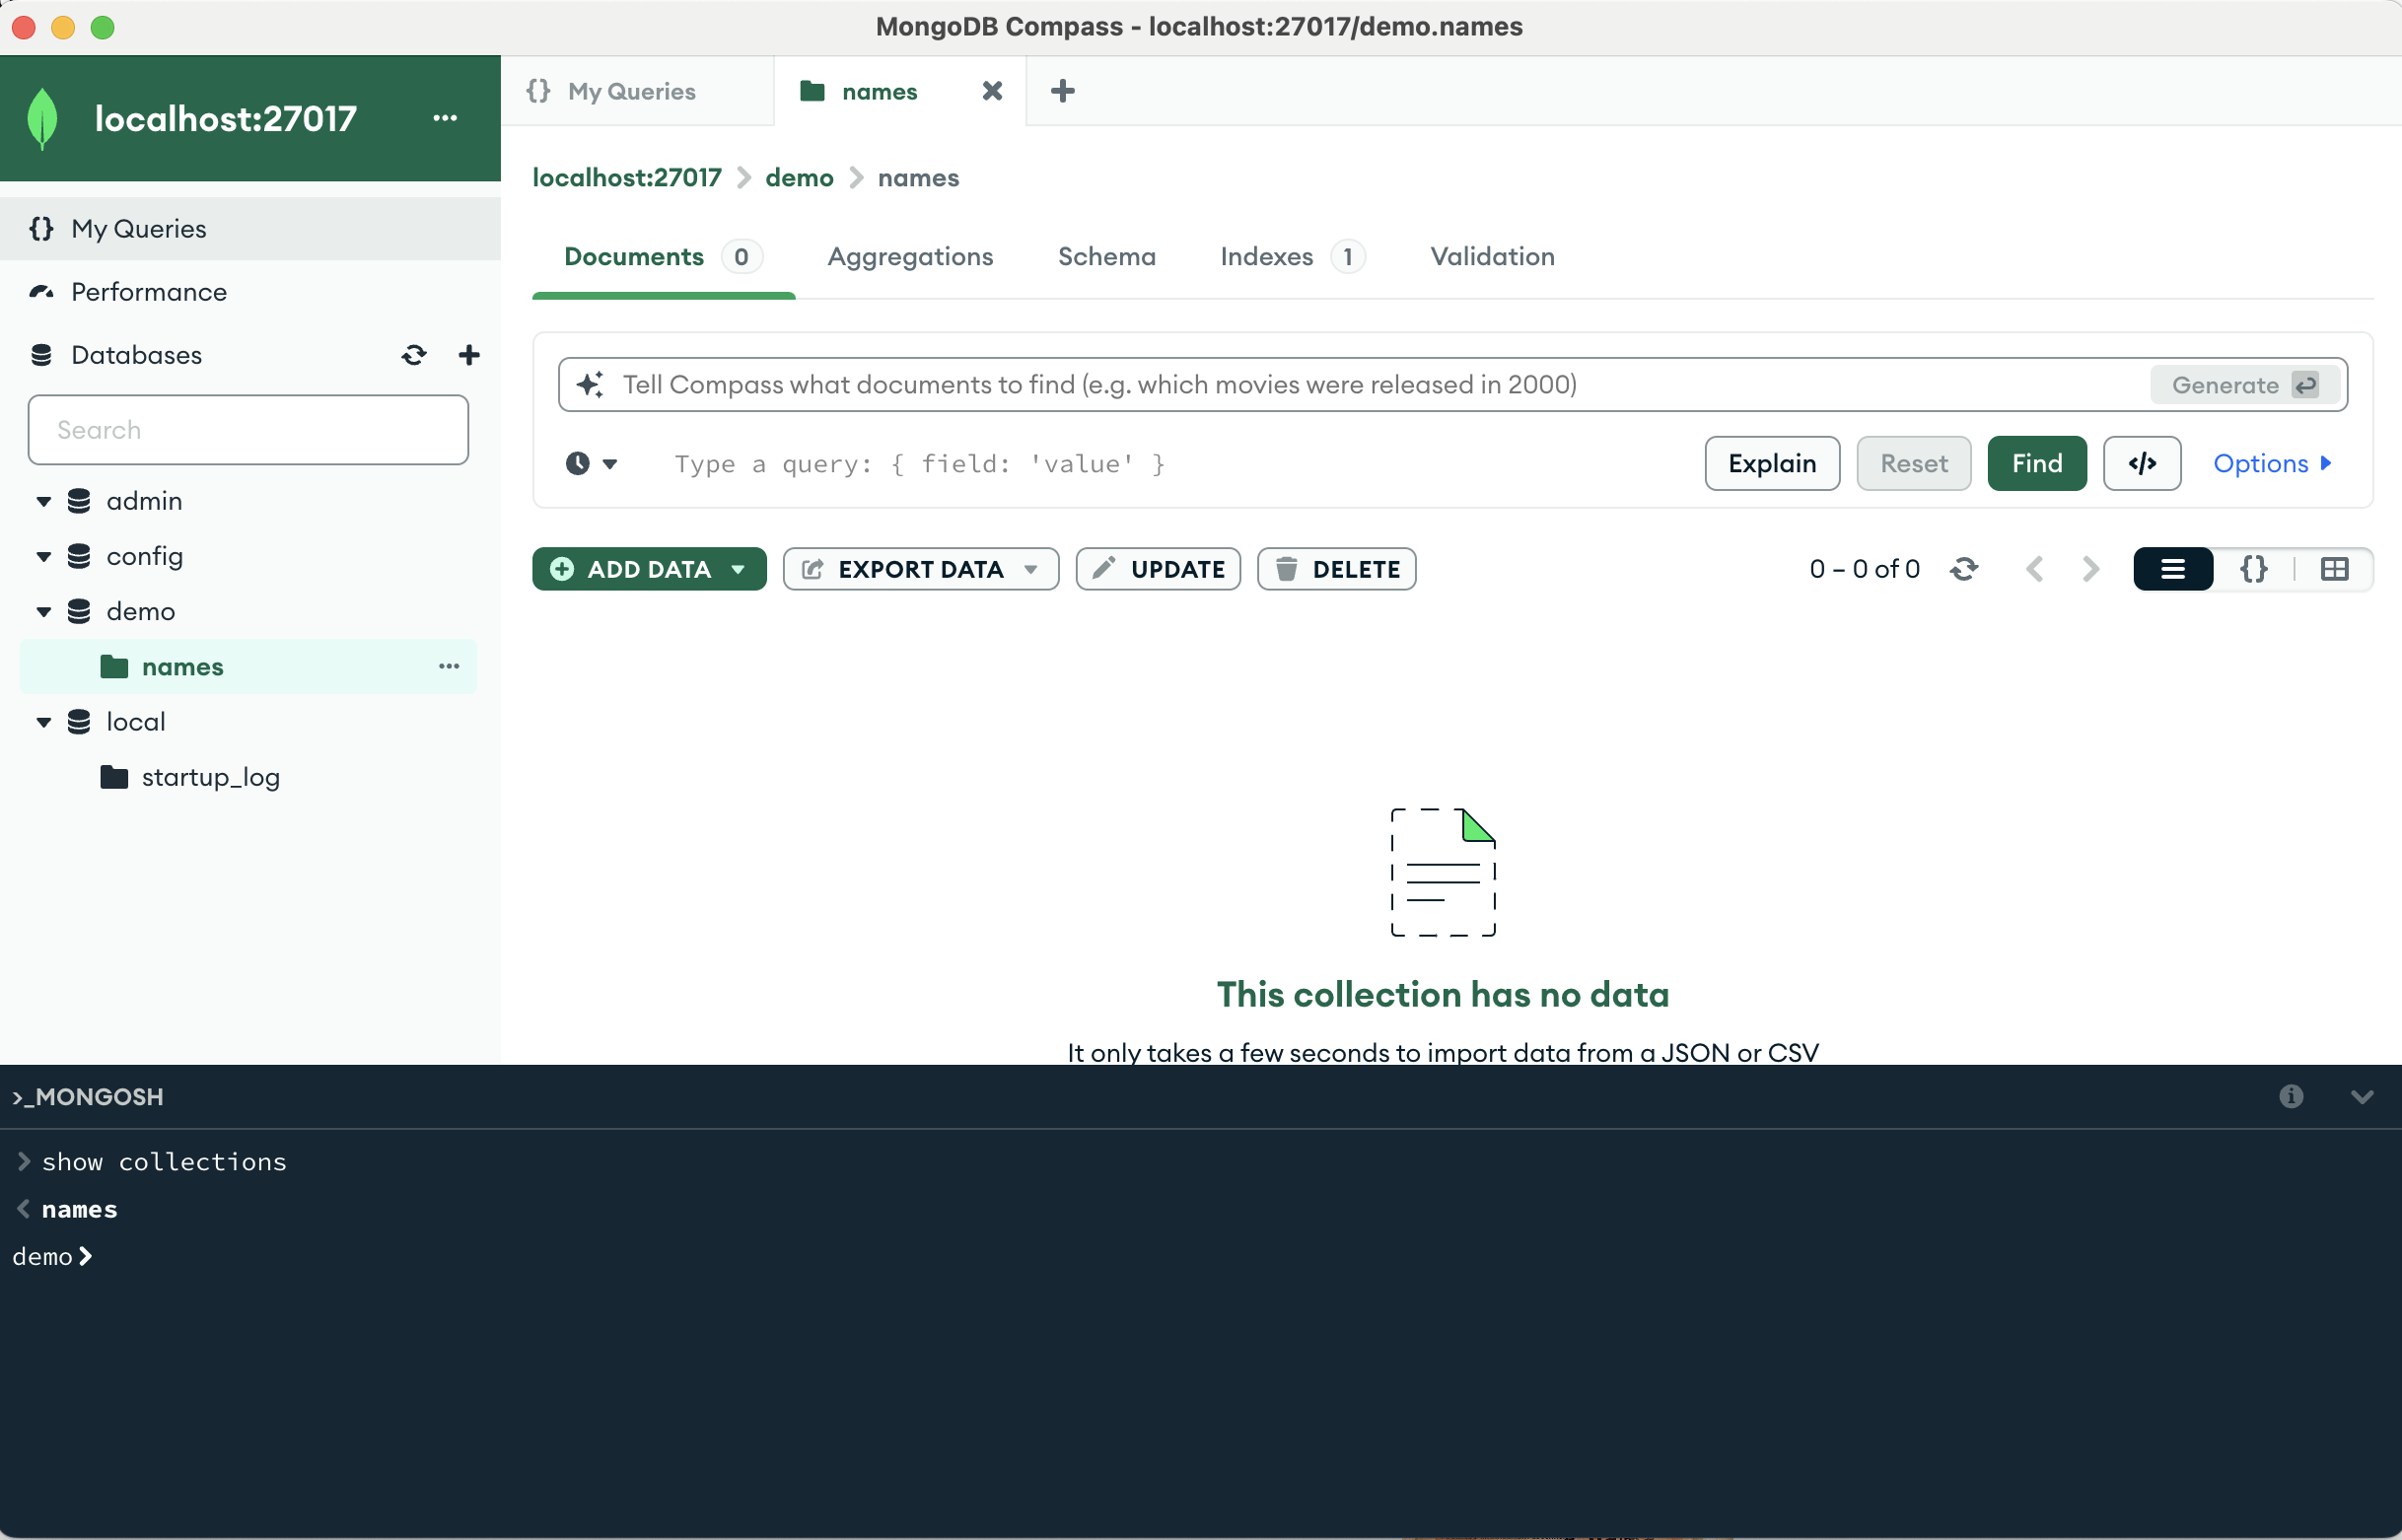 MongoDB Compass - localhost:27017/demo.names
localhost:27017
My Queries
names
My Queries
Performance
Databases
Search
admin
config
demo
names
local
startup_log
localhost:27017 demo names
Documents 0 Aggregations Schema Indexes 1 Validation
Tell Compass what documents to find (e.g. which movies were released in 2000) Generate
Type a query: { field: 'value' } Explain Reset Find </> Options
ADD DATA EXPORT DATA UPDATE DELETE 0 – 0 of 0 {}
This collection has no data
It only takes a few seconds to import data from a JSON or CSV
>_MONGOSH
> show collections
< names
demo>